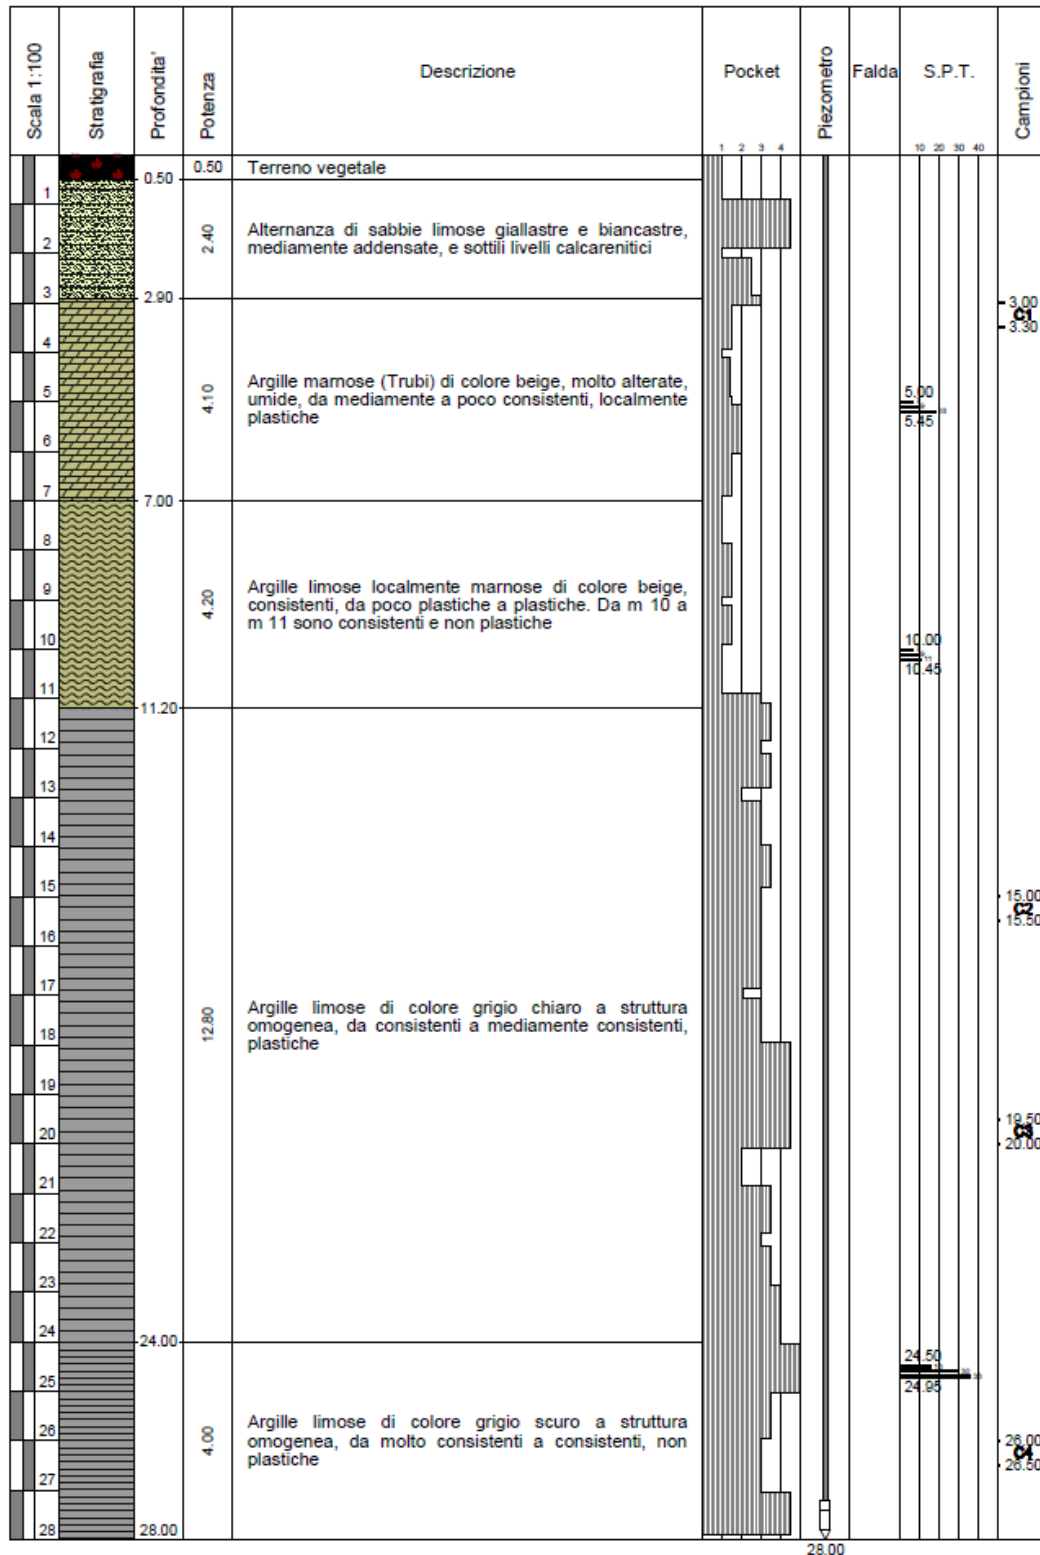 Scala 1:100
Stratigrafia
Profondita'
Potenza
Descrizione
Pocket
Piezometro
Falda
S.P.T.
Campioni
1 2 3 4
10 20 30 40
0.50
Terreno vegetale
0.50
1
2
3
2.40
Alternanza di sabbie limose giallastre e biancastre,
mediamente addensate, e sottili livelli calcarenitici
2.90
3.00
C1
3.30
4
5
6
7
4.10
Argille marnose (Trubi) di colore beige, molto alterate,
umide, da mediamente a poco consistenti, localmente
plastiche
5.00
5.45
7.00
8
9
10
11
4.20
Argille limose localmente marnose di colore beige,
consistenti, da poco plastiche a plastiche. Da m 10 a
m 11 sono consistenti e non plastiche
10.00
11
10.45
11.20
12
13
14
15
16
17
18
19
20
21
22
23
24
12.80
Argille limose di colore grigio chiaro a struttura
omogenea, da consistenti a mediamente consistenti,
plastiche
15.00
C2
15.50
19.50
C3
20.00
24.00
25
26
27
28
4.00
Argille limose di colore grigio scuro a struttura
omogenea, da molto consistenti a consistenti, non
plastiche
24.50
24.95
26.00
C4
26.50
28.00
28.00